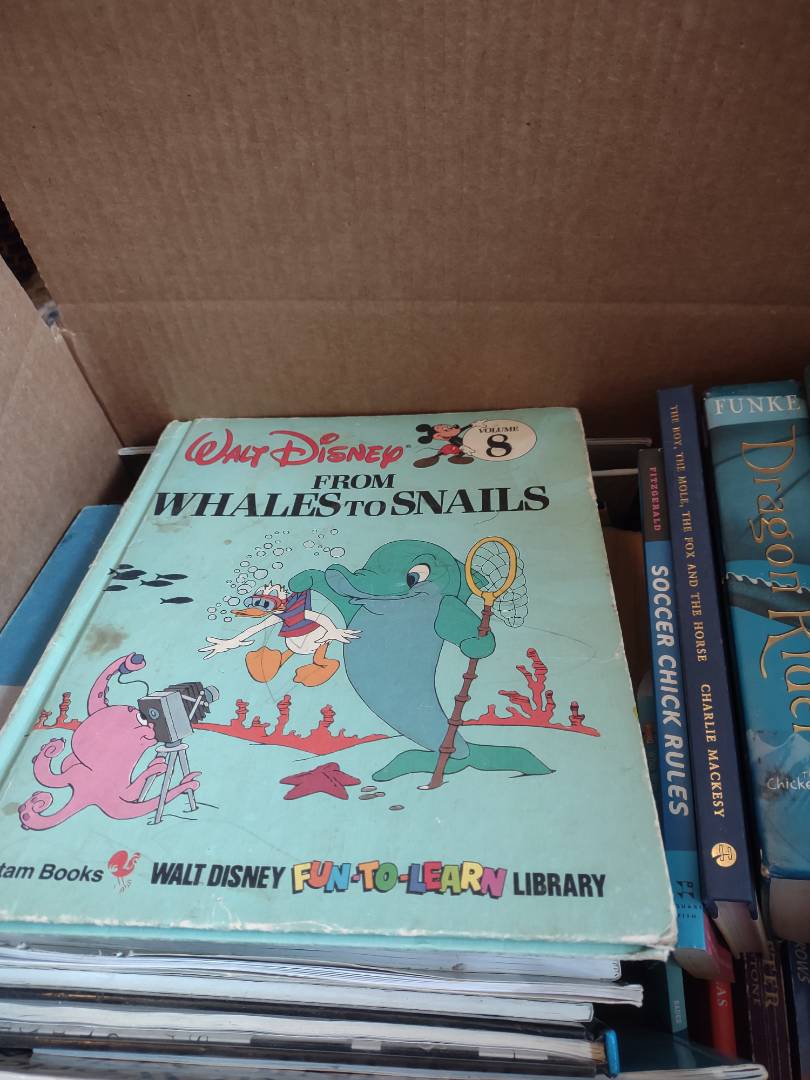 WALT DISNEY®
VOLUME
8
FROM
WHALES TO SNAILS
tam Books
WALT DISNEY FUN-TO-LEARN LIBRARY
FITZGERALD
SOCCER CHICK RULES
THE BOY, THE MOLE, THE FOX AND THE HORSE
CHARLIE MACKESY
FUNKE
Dragon
Chicke